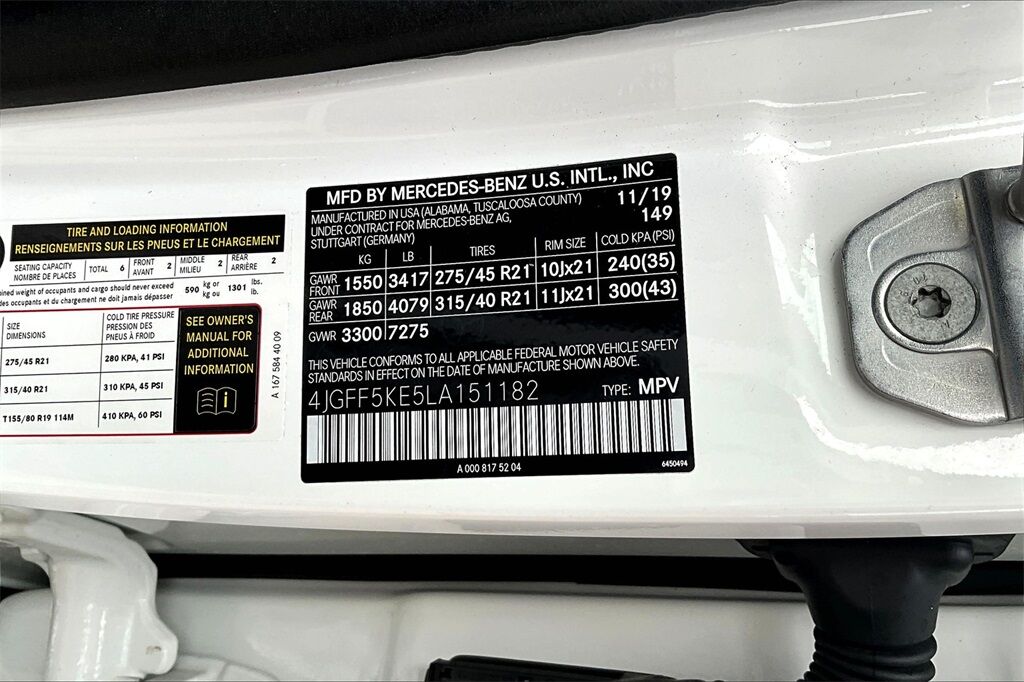 TIRE AND LOADING INFORMATION
RENSEIGNEMENTS SUR LES PNEUS ET LE CHARGEMENT
SEATING CAPACITY
NOMBRE DE PLACES
TOTAL 6
FRONT
AVANT 2
MIDDLE
MILIEU 2
REAR
ARRIÈRE 2
weight of occupants and cargo should never exceed
des occupants et du chargement ne doit jamais dépasser
590 kg or
kg ou
1301 lbs.
lb.
SIZE
DIMENSIONS
COLD TIRE PRESSURE
PRESSION DES
PNEUS À FROID
275/45 R21 280 KPA, 41 PSI
315/40 R21 310 KPA, 45 PSI
T155/80 R19 114M 410 KPA, 60 PSI
SEE OWNER'S
MANUAL FOR
ADDITIONAL
INFORMATION
i
A 167 584 40 09
MFD BY MERCEDES-BENZ U.S. INTL., INC
MANUFACTURED IN USA (ALABAMA, TUSCALOOSA COUNTY) 11/19
UNDER CONTRACT FOR MERCEDES-BENZ AG, 149
STUTTGART (GERMANY)
KG LB TIRES RIM SIZE COLD KPA (PSI)
GAWR
FRONT 1550 3417 275/45 R21 10Jx21 240(35)
GAWR
REAR 1850 4079 315/40 R21 11Jx21 300(43)
GVWR 3300 7275
THIS VEHICLE CONFORMS TO ALL APPLICABLE FEDERAL MOTOR VEHICLE SAFETY
STANDARDS IN EFFECT ON THE DATE OF MANUFACTURE SHOWN ABOVE.
4JGFF5KE5LA151182 TYPE: MPV
A 000 817 52 04
6450494